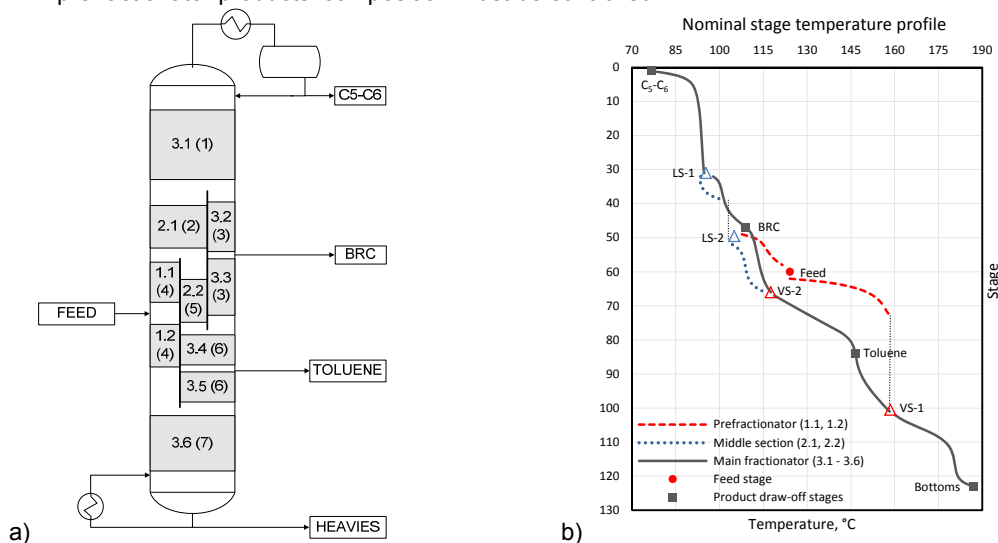 C5-C6
3.1 (1)
2.1 (2)
3.2
(3)
BRC
1.1
(4)
2.2
(5)
3.3
(3)
FEED
1.2
(4)
3.4 (6)
TOLUENE
3.5 (6)
3.6 (7)
HEAVIES
a)
Nominal stage temperature profile
70 85 95 115 125 145 160 175 190
0
10
20
30
40
50
60
70
80
90
100
110
120
130
C5-C6
LS-1
BRC
LS-2
Feed
VS-2
Toluene
VS-1
Prefractionator (1.1, 1.2)
Middle section (2.1, 2.2)
Main fractionator (3.1 - 3.6)
Feed stage
Product draw-off stages
Bottoms
Stage
Temperature, °C
b)